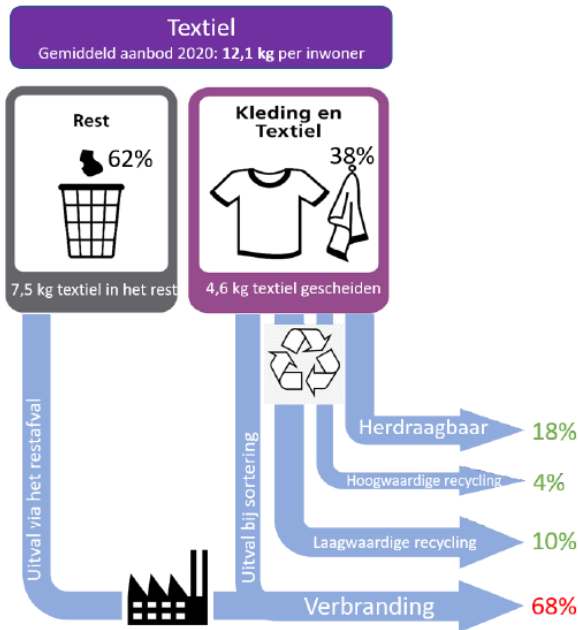 Textiel
Gemiddeld aanbod 2020: 12,1 kg per inwoner
Rest
62%
7,5 kg textiel in het rest
Kleding en
Textiel
38%
4,6 kg textiel gescheiden
Uitval via het restafval
Uitval bij sortering
Herdraagbaar
18%
Hoogwaardige recycling
4%
Laagwaardige recycling
10%
Verbranding
68%